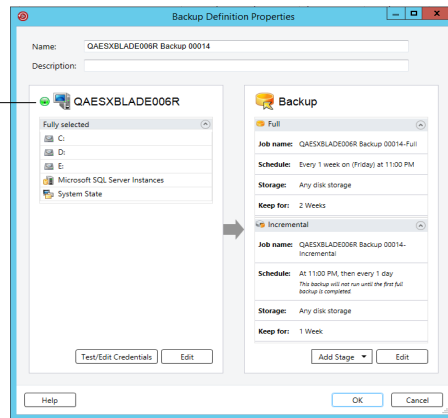 Backup Definition Properties
Name: QAESXBLADE006R Backup 00014
Description:
QAESXBLADE006R
Fully selected
C:
D:
E:
Microsoft SQL Server Instances
System State
Test/Edit Credentials Edit
Backup
Full
Job name: QAESXBLADE006R Backup 00014-Full
Schedule: Every 1 week on (Friday) at 11:00 PM
Storage: Any disk storage
Keep for: 2 Weeks
Incremental
Job name: QAESXBLADE006R Backup 00014-
Incremental
Schedule: At 11:00 PM, then every 1 day
This backup will not run until the first full
backup is completed.
Storage: Any disk storage
Keep for: 1 Week
Add Stage Edit
Help OK Cancel